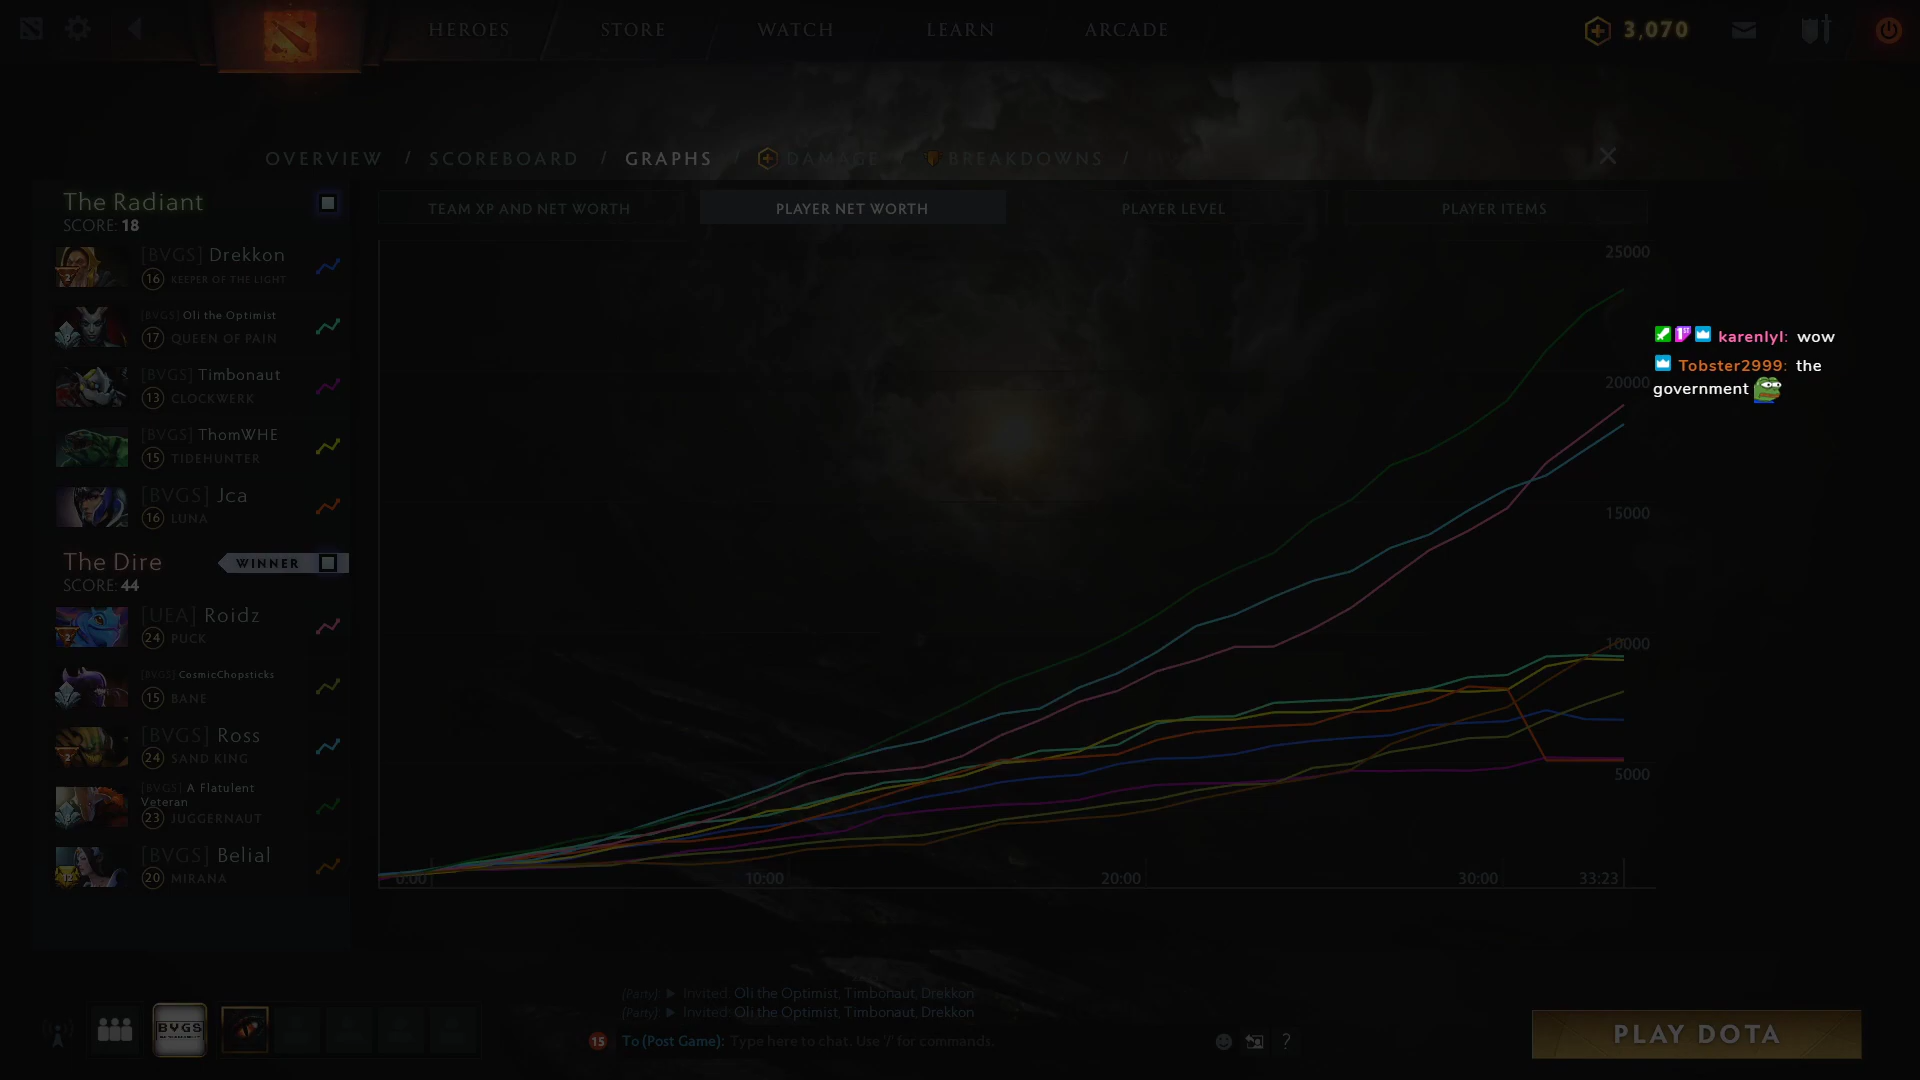 HEROES
STORE
WATCH
LEARN
ARCADE
3,070
OVERVIEW / SCOREBOARD / GRAPHS / DAMAGE / BREAKDOWNS /
TEAM XP AND NET WORTH
PLAYER NET WORTH
PLAYER LEVEL
PLAYER ITEMS
The Radiant
SCORE: 18
[BVGS] Drekkon
16 KEEPER OF THE LIGHT
[BVGS] Oli the Optimist
17 QUEEN OF PAIN
[BVGS] Timbonaut
13 CLOCKWERK
[BVGS] ThomWHE
15 TIDEHUNTER
[BVGS] Jca
16 LUNA
The Dire
WINNER
SCORE: 44
[UEA] Roidz
24 PUCK
[BVGS] CosmicChopsticks
15 BANE
[BVGS] Ross
24 SAND KING
[BVGS] A Flatulent
Veteran
23 JUGGERNAUT
[BVGS] Belial
20 MIRANA
25000
20000
15000
10000
5000
0:00
10:00
20:00
30:00
33:23
karenlyl: wow
Tobster2999: the
government
BVGS
(Party): Invited: Oli the Optimist, Timbonaut, Drekkon
(Party): Invited: Oli the Optimist, Timbonaut, Drekkon
15
To (Post Game): Type here to chat. Use '/' for commands.
?
PLAY DOTA